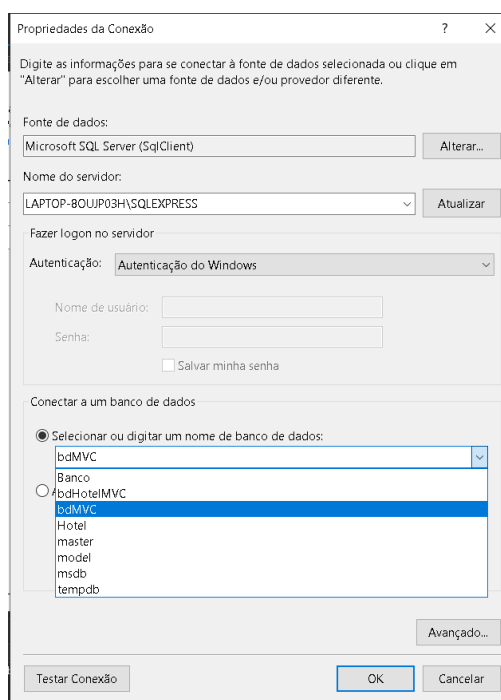 Propriedades da Conexão ? ×
Digite as informações para se conectar à fonte de dados selecionada ou clique em
"Alterar" para escolher uma fonte de dados e/ou provedor diferente.
Fonte de dados:
Microsoft SQL Server (SqlClient) Alterar...
Nome do servidor:
LAPTOP-8OUJP03H\SQLEXPRESS Atualizar
Fazer logon no servidor
Autenticação: Autenticação do Windows
Nome de usuário:
Senha:
Salvar minha senha
Conectar a um banco de dados
Selecionar ou digitar um nome de banco de dados:
bdMVC
Banco
bdHotelMVC
bdMVC
Hotel
master
model
msdb
tempdb
Avançado...
Testar Conexão OK Cancelar